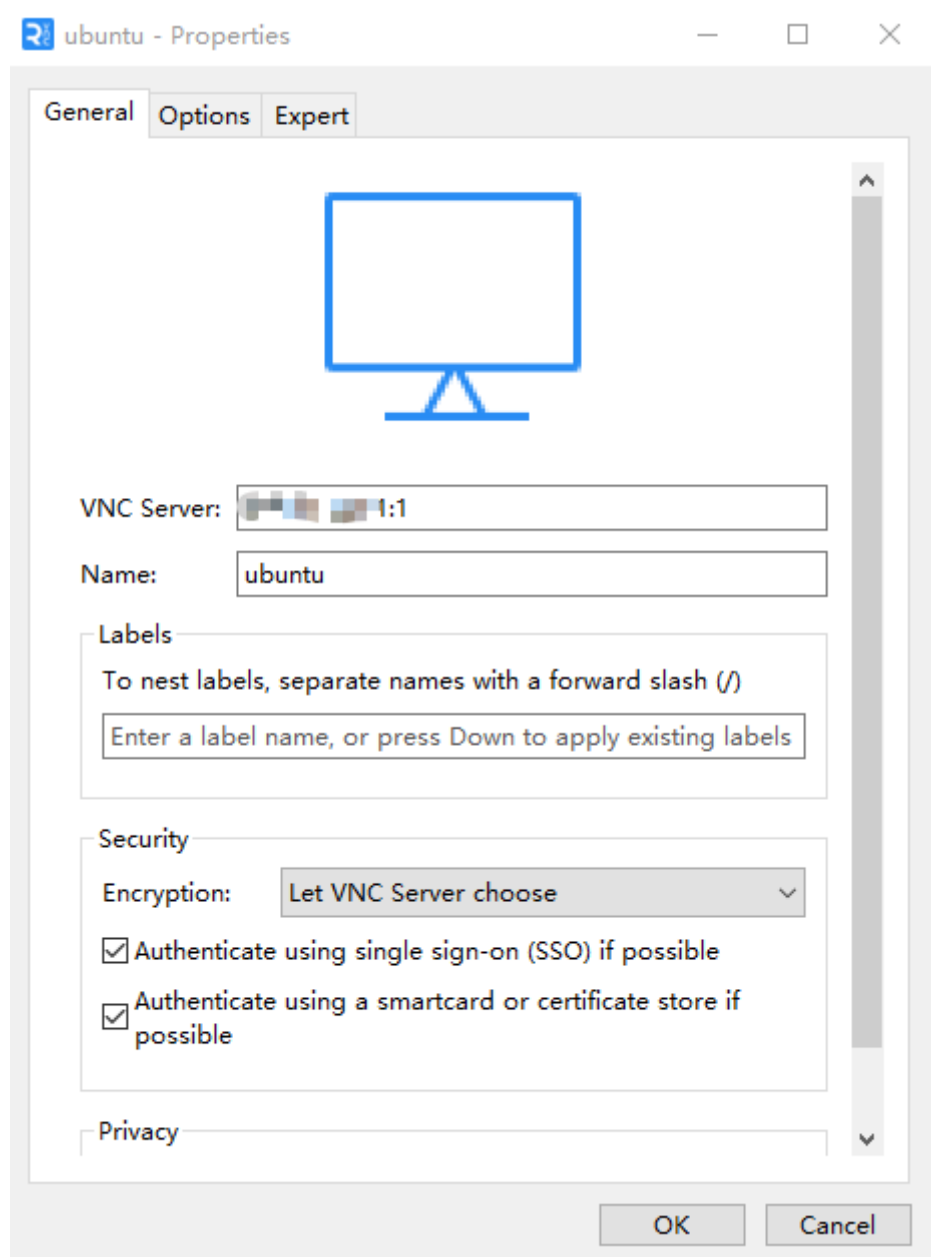 ubuntu - Properties
General
Options
Expert
VNC Server:
1:1
Name:
ubuntu
Labels
To nest labels, separate names with a forward slash (/)
Enter a label name, or press Down to apply existing labels
Security
Encryption:
Let VNC Server choose
Authenticate using single sign-on (SSO) if possible
Authenticate using a smartcard or certificate store if
possible
Privacy
OK
Cancel